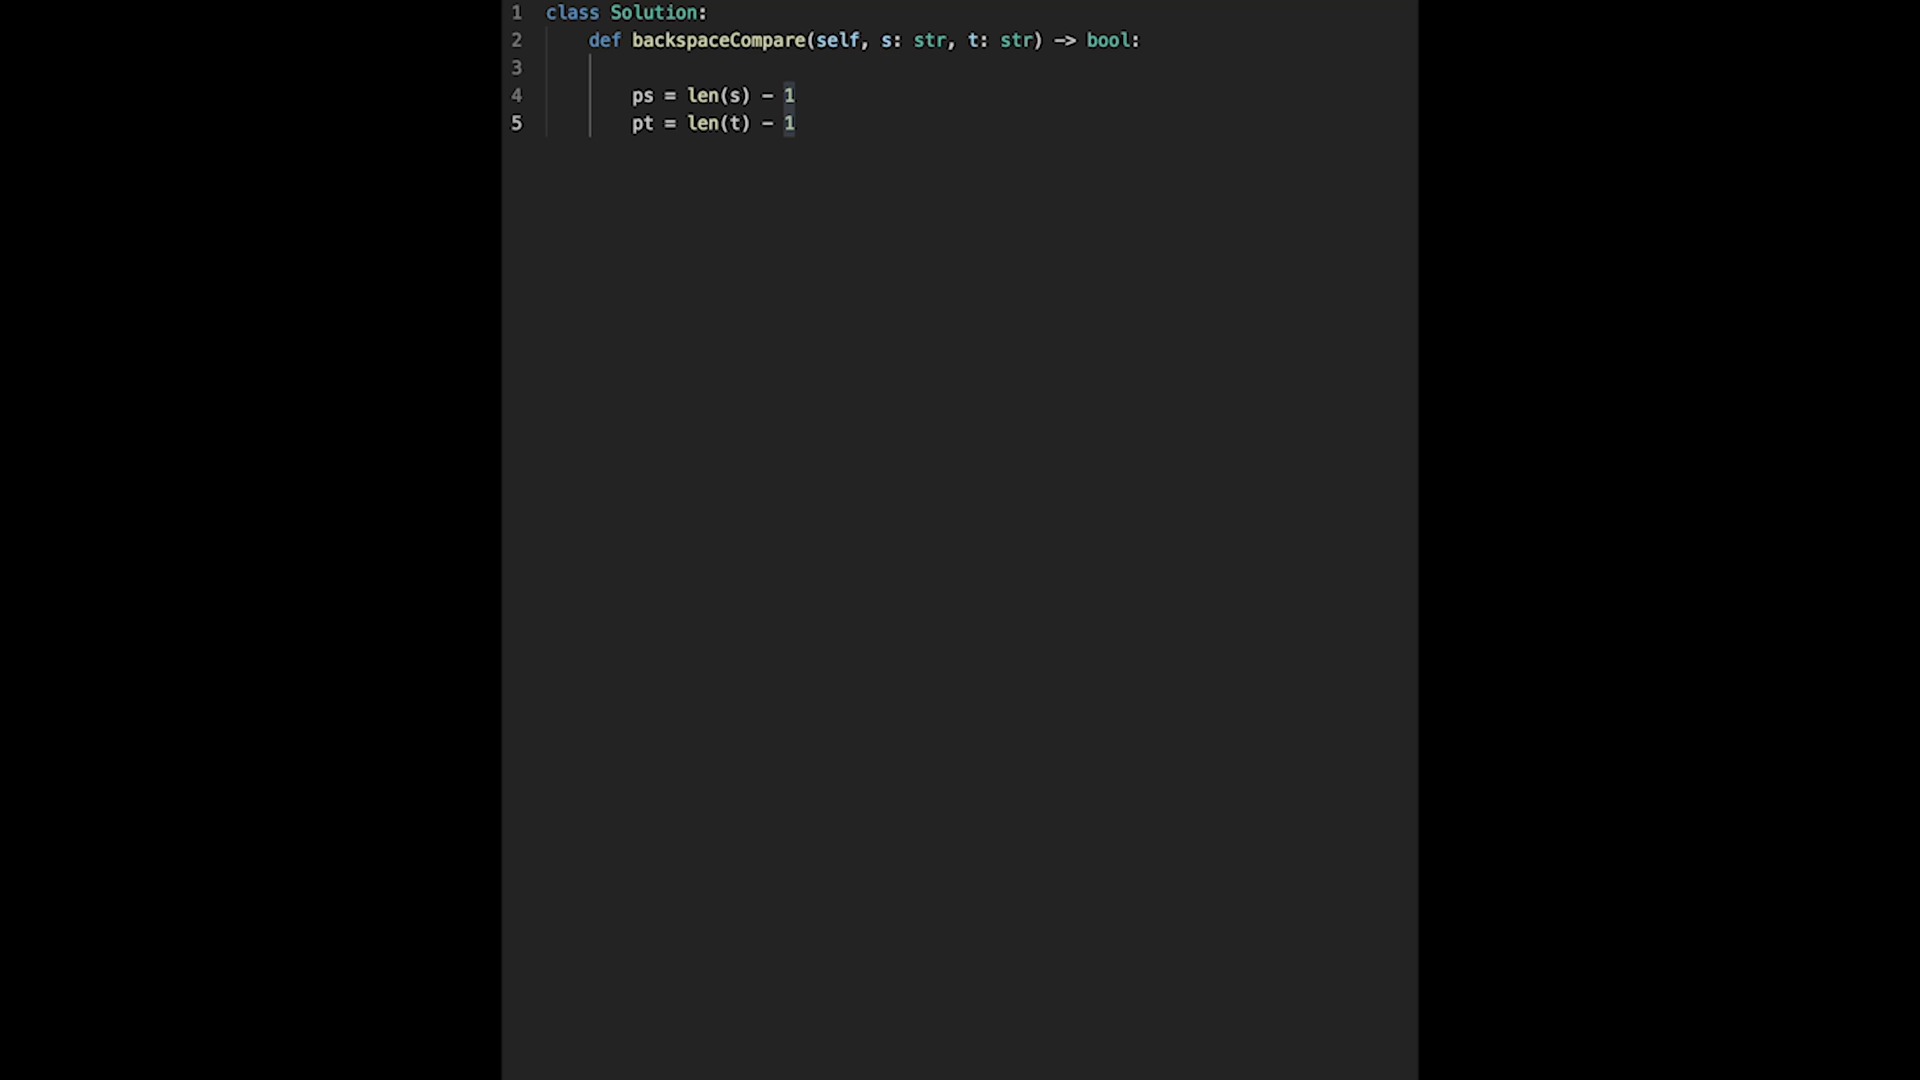 1 class Solution:
2     def backspaceCompare(self, s: str, t: str) -> bool:
3
4         ps = len(s) - 1
5         pt = len(t) - 1